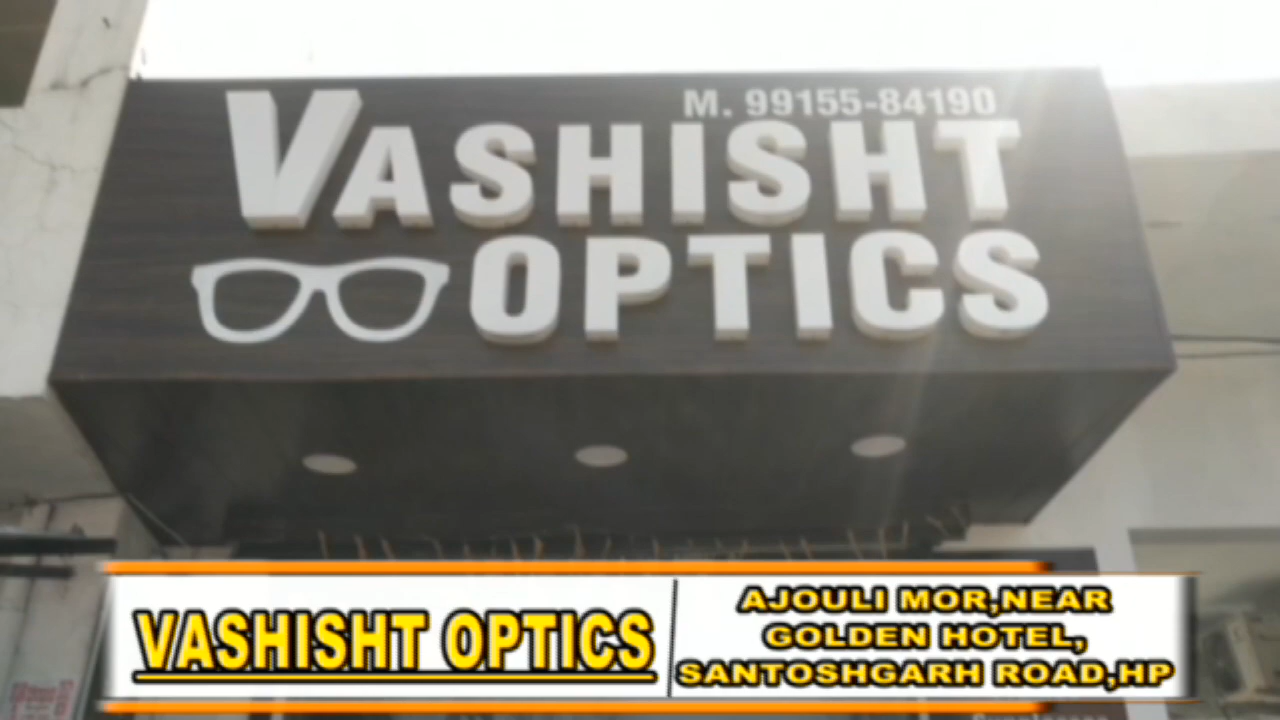 M. 99155-84190
VASHISHT
OPTICS
VASHISHT OPTICS
AJOULI MOR,NEAR
GOLDEN HOTEL,
SANTOSHGARH ROAD,HP